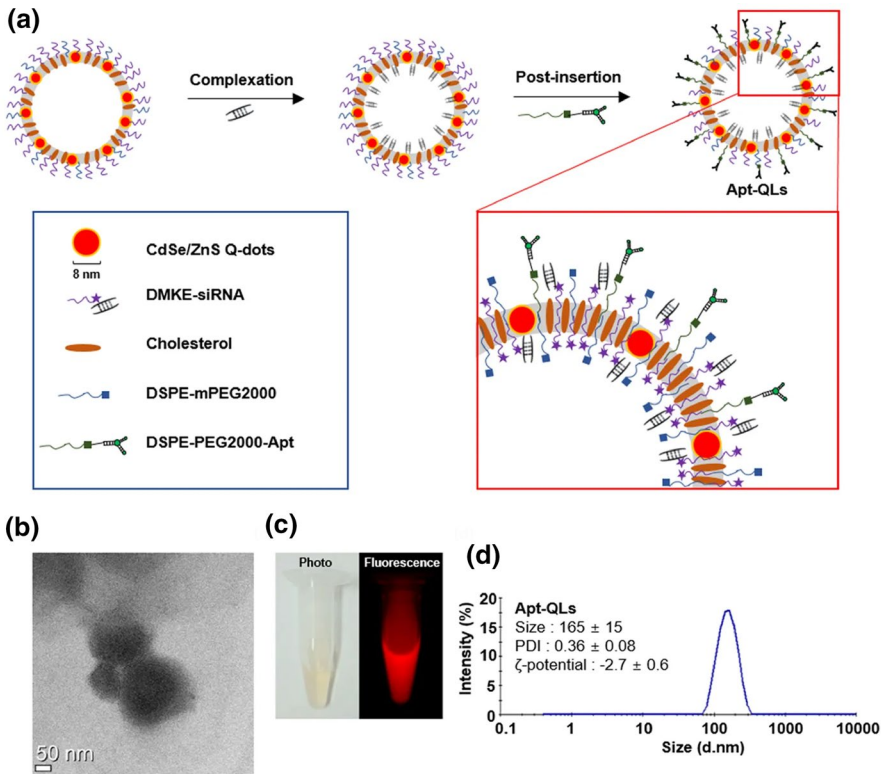 (a)
Complexation
Post-insertion
Apt-QLs
8 nm
CdSe/ZnS Q-dots
DMKE-siRNA
Cholesterol
DSPE-mPEG2000
DSPE-PEG2000-Apt
(b)
50 nm
(c)
Photo
Fluorescence
(d)
Intensity (%)
20
15
10
5
0
Apt-QLs
Size : 165 ± 15
PDI : 0.36 ± 0.08
ζ-potential : -2.7 ± 0.6
0.1
1
10
100
1000
10000
Size (d.nm)